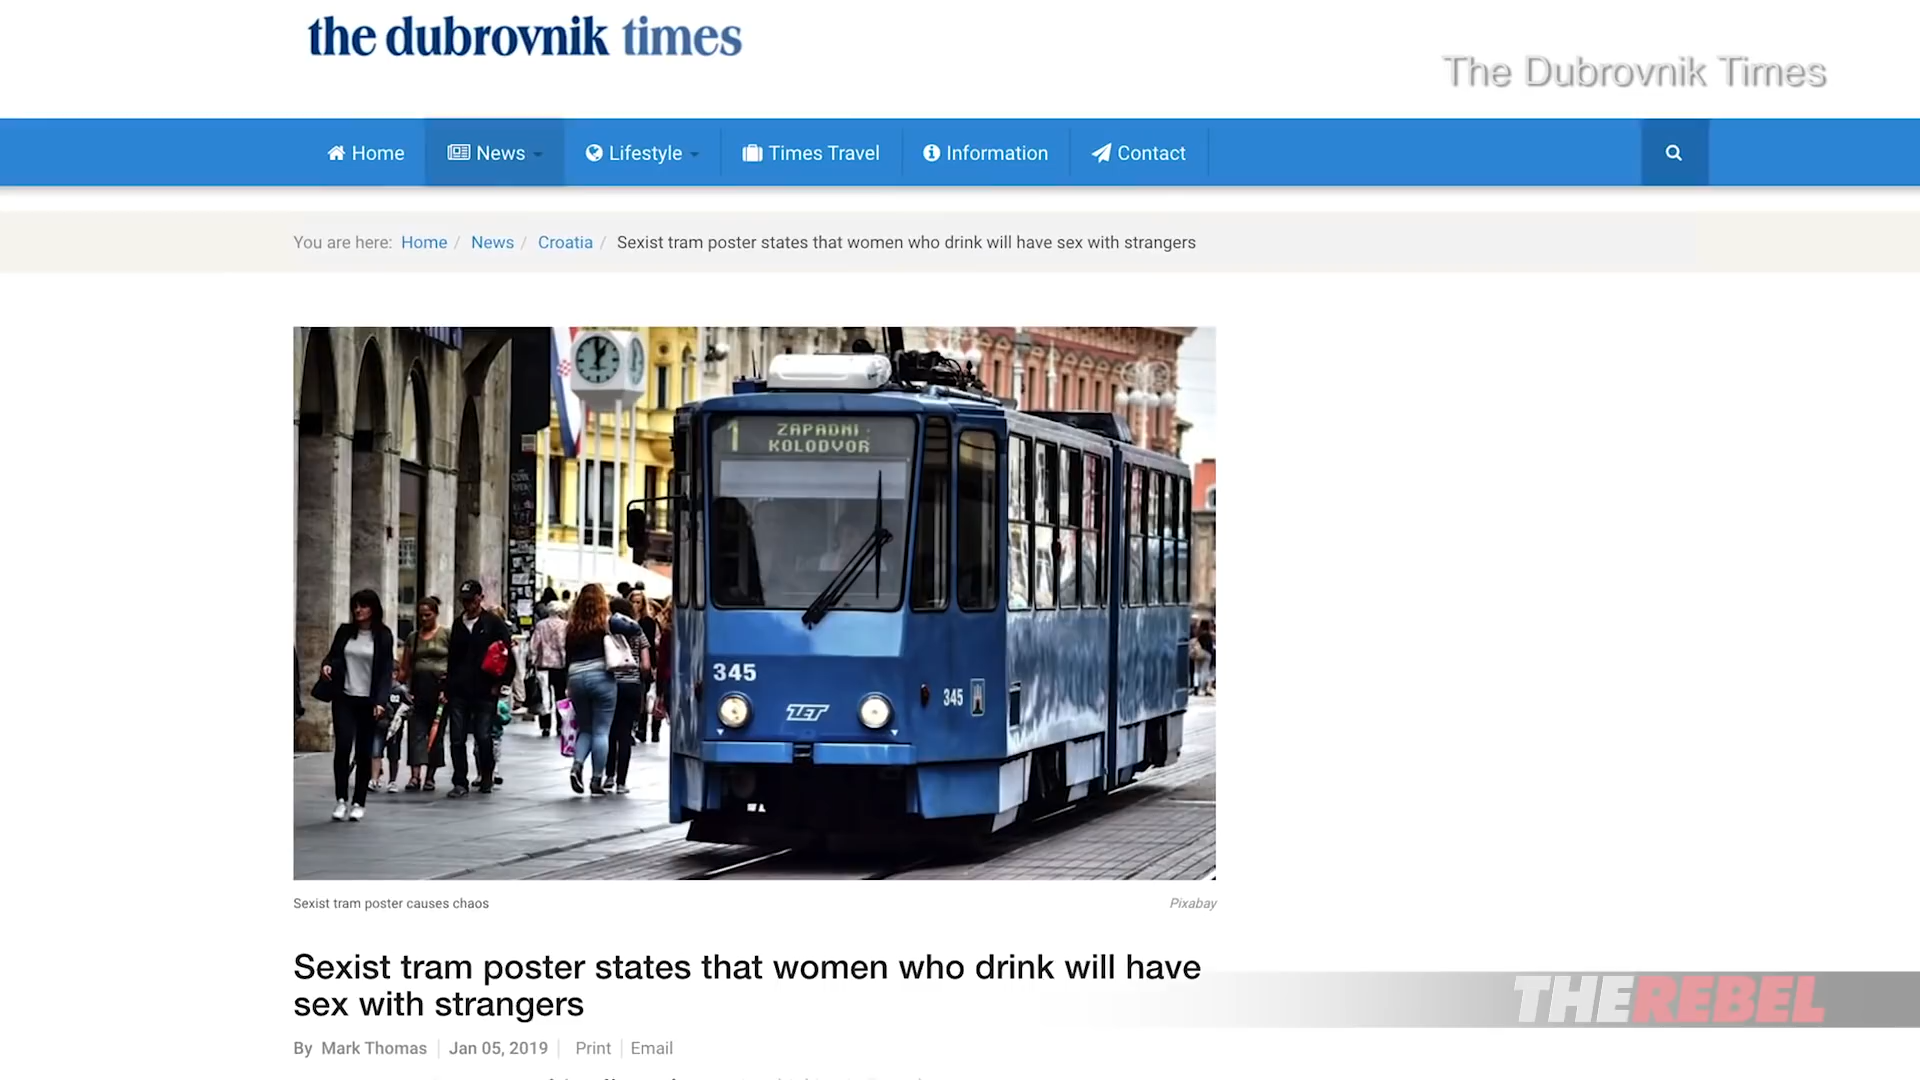 the dubrovnik times
The Dubrovnik Times
Home News Lifestyle Times Travel Information Contact
You are here: Home / News / Croatia / Sexist tram poster states that women who drink will have sex with strangers
1 ZAPADNI
KOLODVOR
345
345
ZET
Sexist tram poster causes chaos
Pixabay
Sexist tram poster states that women who drink will have
sex with strangers
THE REBEL
By Mark Thomas | Jan 05, 2019 | Print | Email